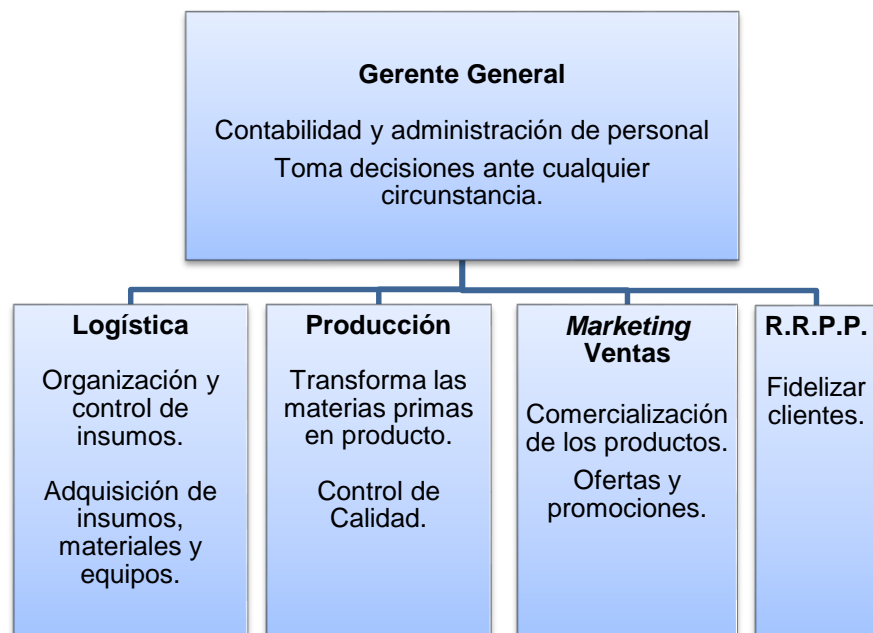 Gerente General
Contabilidad y administración de personal
Toma decisiones ante cualquier
circunstancia.
Logística
Organización y
control de
insumos.
Adquisición de
insumos,
materiales y
equipos.
Producción
Transforma las
materias primas
en producto.
Control de
Calidad.
Marketing
Ventas
Comercialización
de los productos.
Ofertas y
promociones.
R.R.P.P.
Fidelizar
clientes.